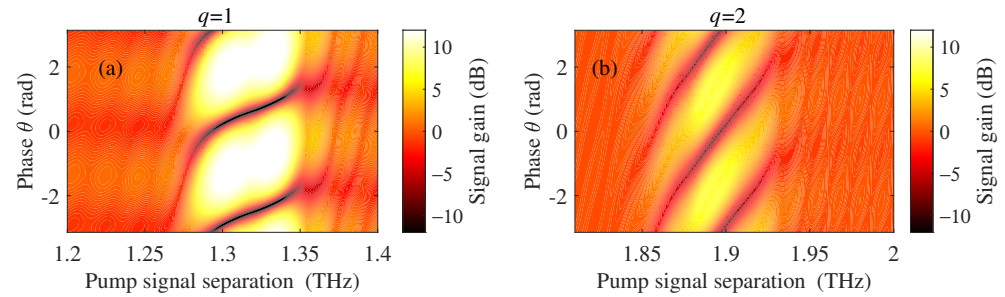 q=1
(a)
2
0
-2
Phase θ (rad)
1.2
1.25
1.3
1.35
1.4
Pump signal separation (THz)
10
5
0
−5
−10
Signal gain (dB)
q=2
(b)
2
0
-2
Phase θ (rad)
1.85
1.9
1.95
2
Pump signal separation (THz)
10
5
0
−5
−10
Signal gain (dB)